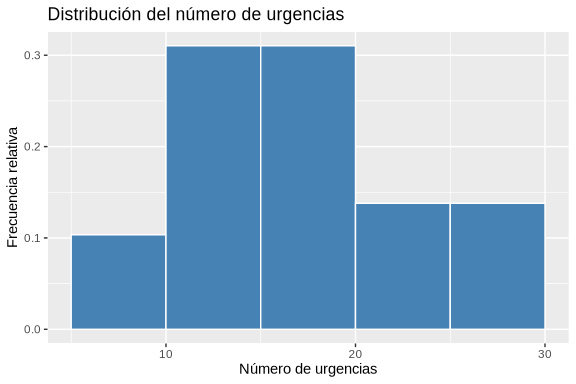 Distribución del número de urgencias
Frecuencia relativa
0.3
0.2
0.1
0.0
10
20
30
Número de urgencias